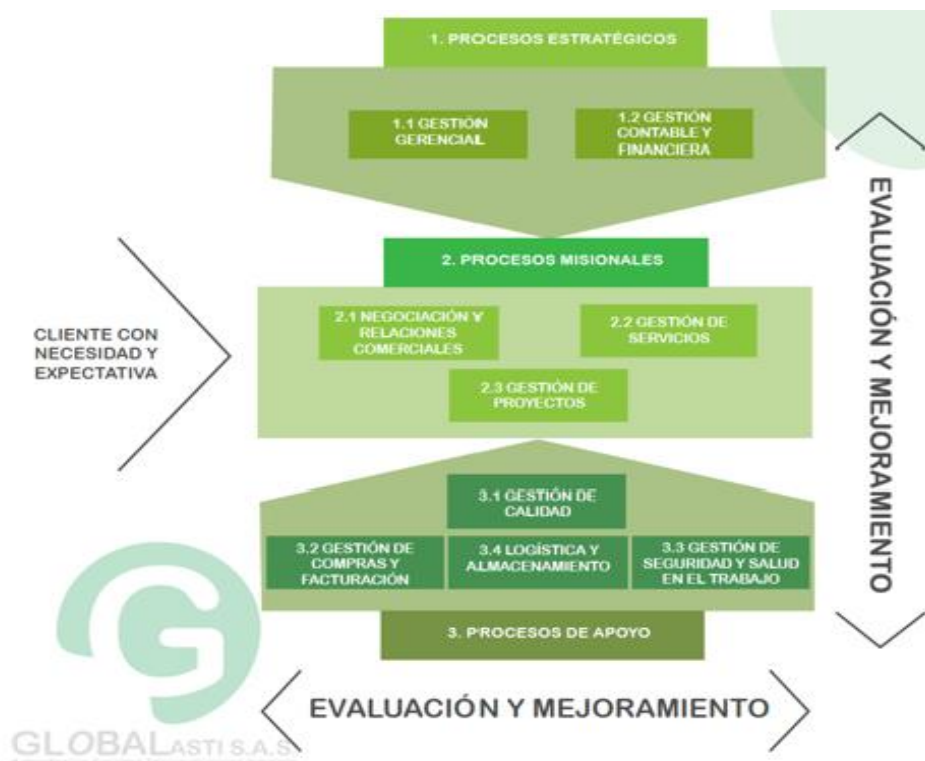 1. PROCESOS ESTRATÉGICOS
1.1 GESTIÓN
GERENCIAL
1.2 GESTIÓN
CONTABLE Y
FINANCIERA
EVALUACIÓN Y MEJORAMIENTO
2. PROCESOS MISIONALES
CLIENTE CON
NECESIDAD Y
EXPECTATIVA
2.1 NEGOCIACIÓN Y
RELACIONES
COMERCIALES
2.2 GESTIÓN DE
SERVICIOS
2.3 GESTIÓN DE
PROYECTOS
3.1 GESTIÓN DE
CALIDAD
3.2 GESTIÓN DE
COMPRAS Y
FACTURACIÓN
3.4 LOGÍSTICA Y
ALMACENAMIENTO
3.3 GESTIÓN DE
SEGURIDAD Y SALUD
EN EL TRABAJO
3. PROCESOS DE APOYO
EVALUACIÓN Y MEJORAMIENTO
GLOBALASTI S.A.S